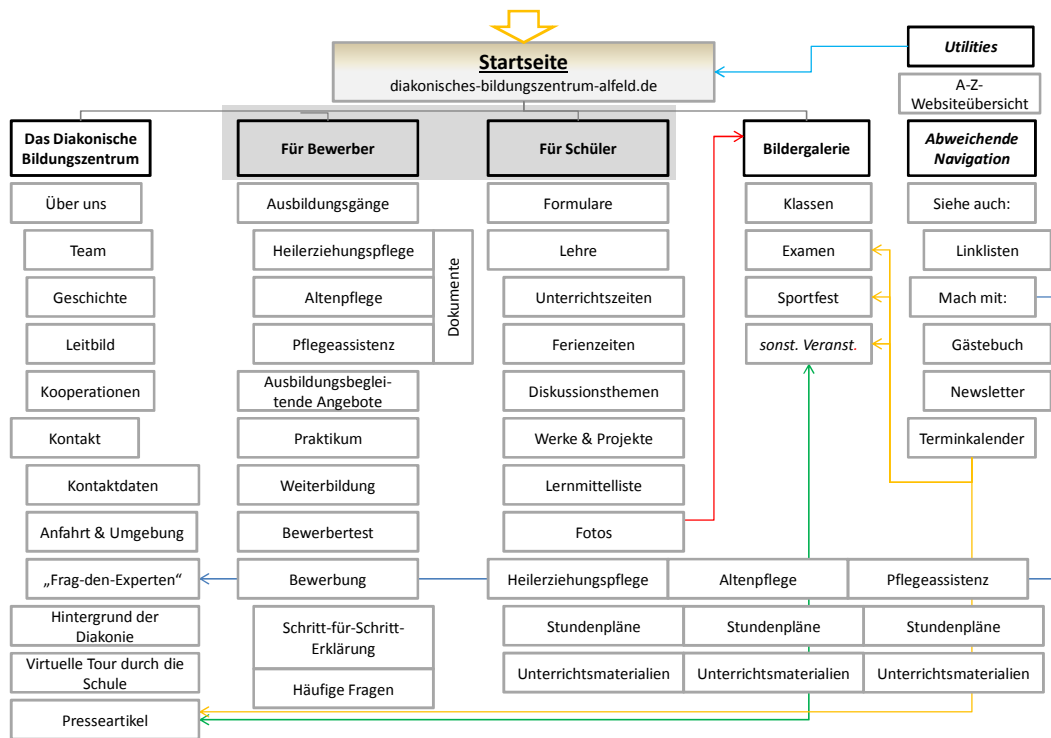 Startseite
diakonisches-bildungszentrum-alfeld.de
Utilities
A-Z-
Websiteübersicht
Das Diakonische
Bildungszentrum
Über uns
Team
Geschichte
Leitbild
Kooperationen
Kontakt
Kontaktdaten
Anfahrt & Umgebung
„Frag-den-Experten“
Hintergrund der
Diakonie
Virtuelle Tour durch die
Schule
Presseartikel
Für Bewerber
Ausbildungsgänge
Heilerziehungspflege
Altenpflege
Pflegeassistenz
Dokumente
Ausbildungsbeglei-
tende Angebote
Praktikum
Weiterbildung
Bewerbertest
Bewerbung
Schritt-für-Schritt-
Erklärung
Häufige Fragen
Für Schüler
Formulare
Lehre
Unterrichtszeiten
Ferienzeiten
Diskussionsthemen
Werke & Projekte
Lernmittelliste
Fotos
Heilerziehungspflege
Stundenpläne
Unterrichtsmaterialien
Altenpflege
Stundenpläne
Unterrichtsmaterialien
Pflegeassistenz
Stundenpläne
Unterrichtsmaterialien
Bildergalerie
Klassen
Examen
Sportfest
sonst. Veranst.
Abweichende
Navigation
Siehe auch:
Linklisten
Mach mit:
Gästebuch
Newsletter
Terminkalender